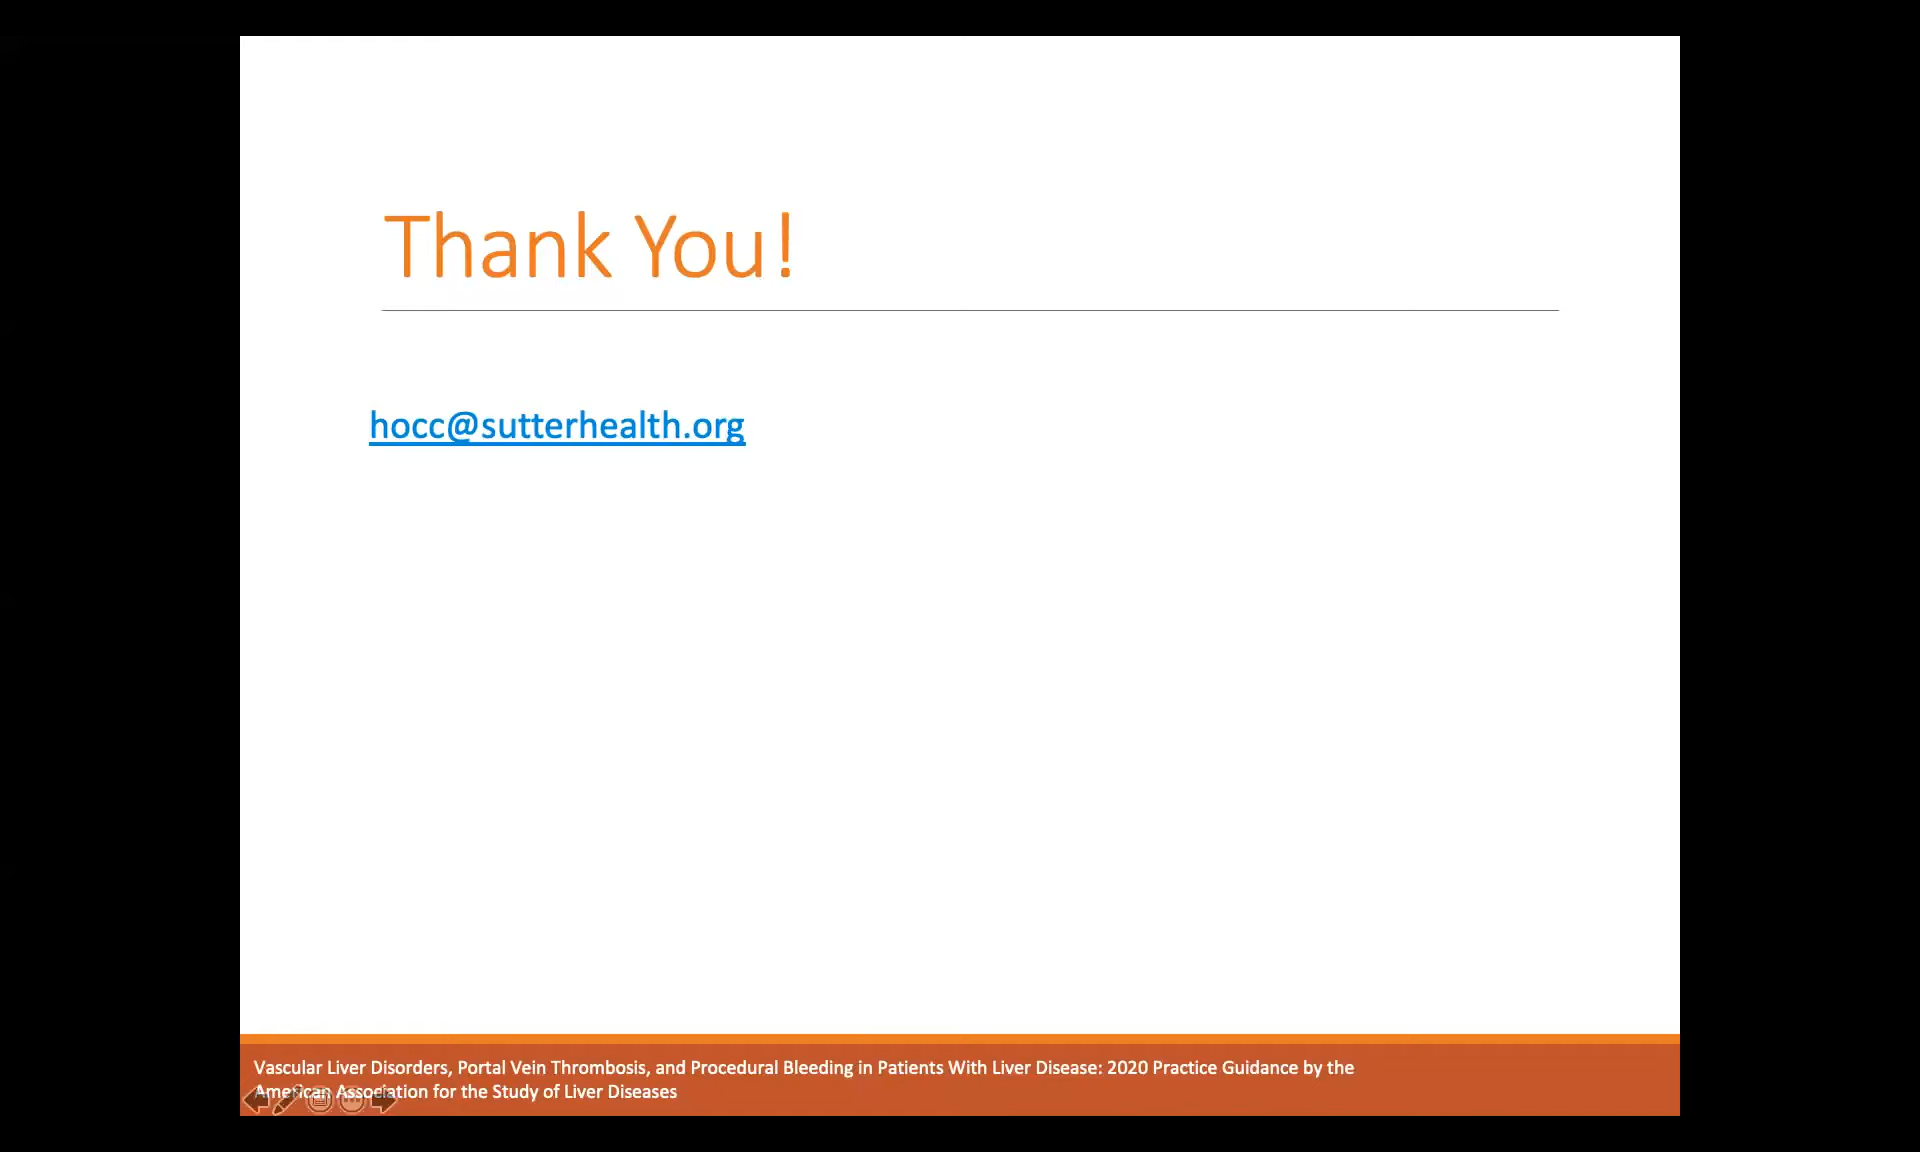 Thank You!
hocc@sutterhealth.org
Vascular Liver Disorders, Portal Vein Thrombosis, and Procedural Bleeding in Patients With Liver Disease: 2020 Practice Guidance by the
American Association for the Study of Liver Diseases